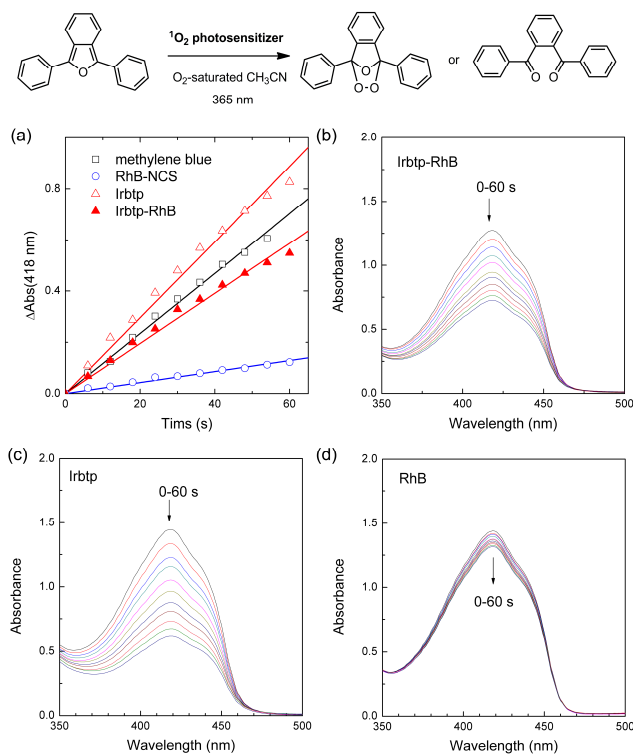 ¹O₂ photosensitizer
O₂-saturated CH₃CN
365 nm
O
O
O-O
or
O
O
(a)
methylene blue
RhB-NCS
Irbtp
Irbtp-RhB
ΔAbs(418 nm)
0.8
0.4
0.0
0 20 40 60
Tims (s)
(b)
Irbtp-RhB
0-60 s
Absorbance
2.0
1.5
1.0
0.5
0.0
350 400 450 500
Wavelength (nm)
(c)
Irbtp
0-60 s
Absorbance
2.0
1.5
1.0
0.5
0.0
350 400 450 500
Wavelength (nm)
(d)
RhB
0-60 s
Absorbance
2.0
1.5
1.0
0.5
0.0
350 400 450 500
Wavelength (nm)